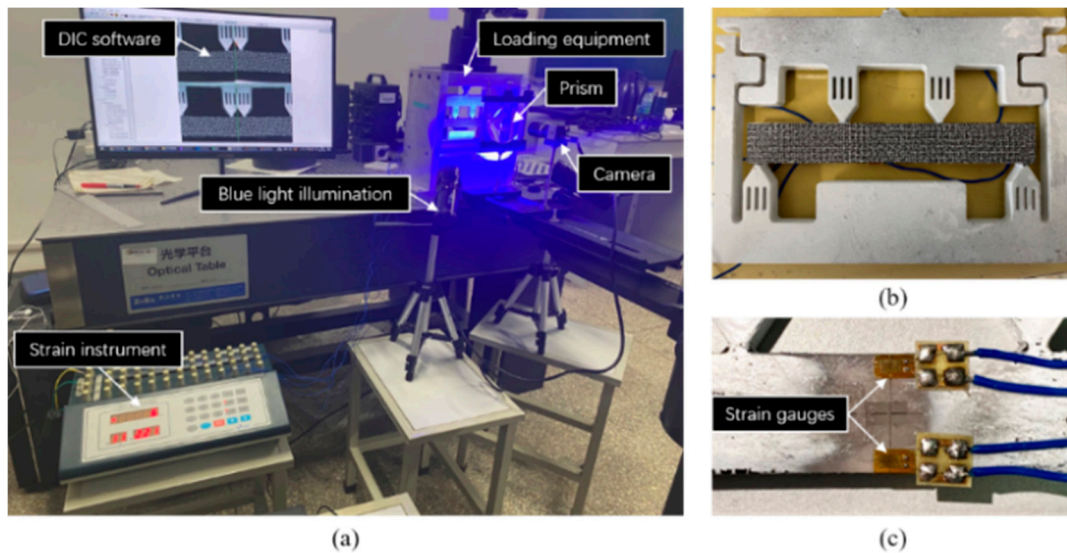 DIC software
Loading equipment
Prism
Camera
Blue light illumination
光学平台
Optical Table
Strain instrument
(a)
(b)
Strain gauges
(c)